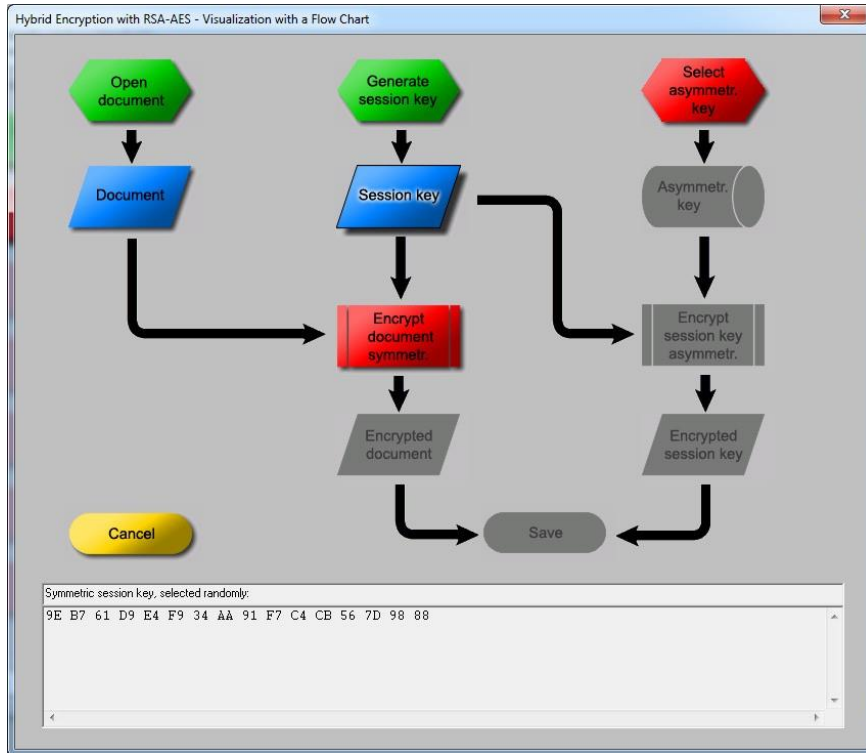 Hybrid Encryption with RSA-AES - Visualization with a Flow Chart
Open
document
Generate
session key
Select
asymmetr.
key
Document
Session key
Asymmetr.
key
Encrypt
document
symmetr.
Encrypt
session key
asymmetr.
Encrypted
document
Encrypted
session key
Cancel
Save
Symmetric session key, selected randomly:
9E B7 61 D9 E4 F9 34 AA 91 F7 C4 CB 56 7D 98 88